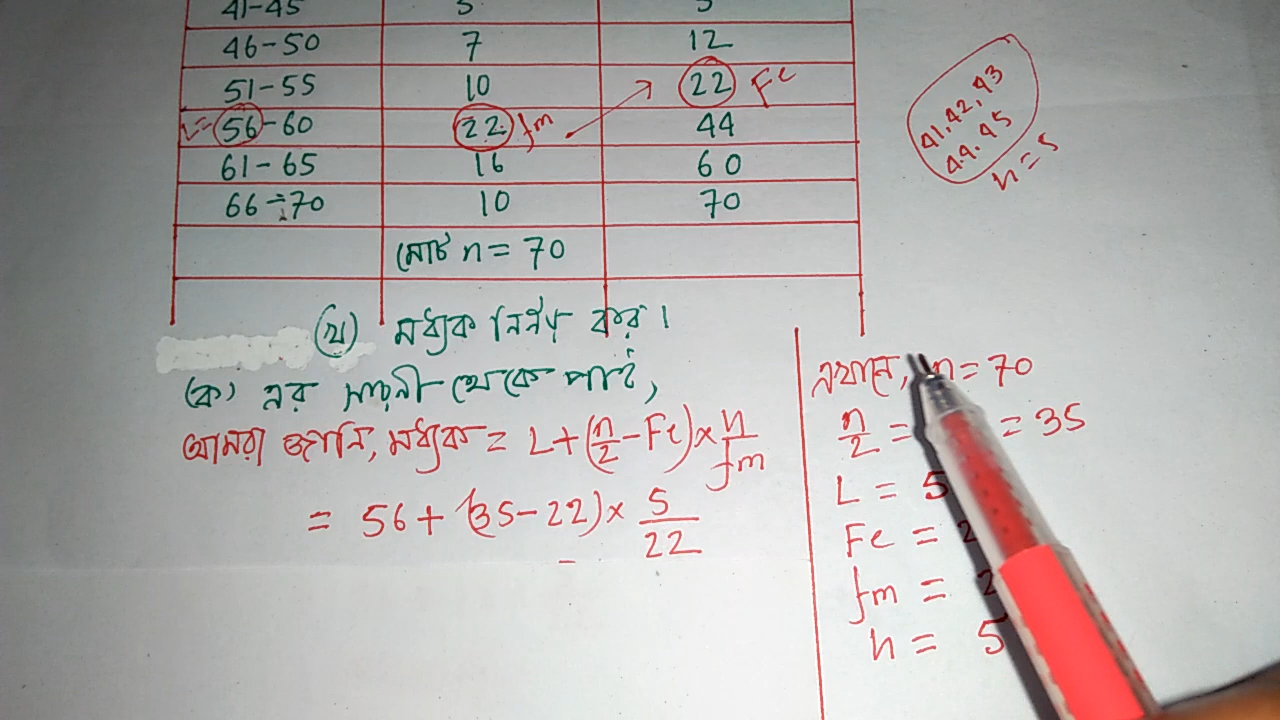 41-45 5 5
46-50 7 12
51-55 10 22 Fc
L=56-60 22 fm 44
61-65 16 60
66-70 10 70
মোট n = 70
41,42,43
44,45
h=5
(খ) মধ্যক নির্ণয় কর।
(ক) এর সারণী থেকে পাই,
আমরা জানি, মধ্যক = L+(n/2-Fc)×h/fm
= 56+(35-22)×5/22
এখানে, n=70
n/2 = = 35
L = 5
Fc = 2
fm = 2
h = 5